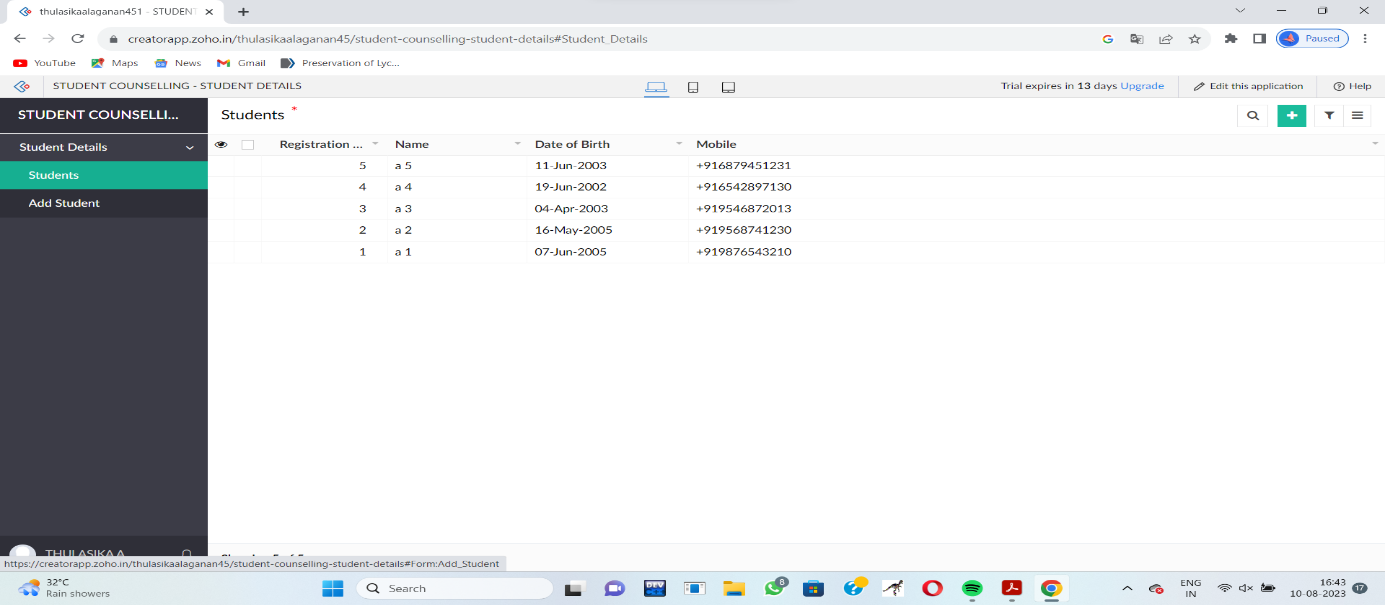 thulasikaalaganan451 - STUDENT
creatorapp.zoho.in/thulasikaalaganan45/student-counselling-student-details#Student_Details
Paused
YouTube Maps News Gmail Preservation of Lyc...
STUDENT COUNSELLING - STUDENT DETAILS Trial expires in 13 days Upgrade Edit this application Help
STUDENT COUNSELLI... Students *
Student Details
Students
Add Student
Registration ... Name Date of Birth Mobile
5 a 5 11-Jun-2003 +916879451231
4 a 4 19-Jun-2002 +916542897130
3 a 3 04-Apr-2003 +919546872013
2 a 2 16-May-2005 +919568741230
1 a 1 07-Jun-2005 +919876543210
THULASIKA A
https://creatorapp.zoho.in/thulasikaalaganan45/student-counselling-student-details#Form:Add_Student
32°C
Rain showers
Search
DEV
8
ENG
IN
16:43
10-08-2023
17